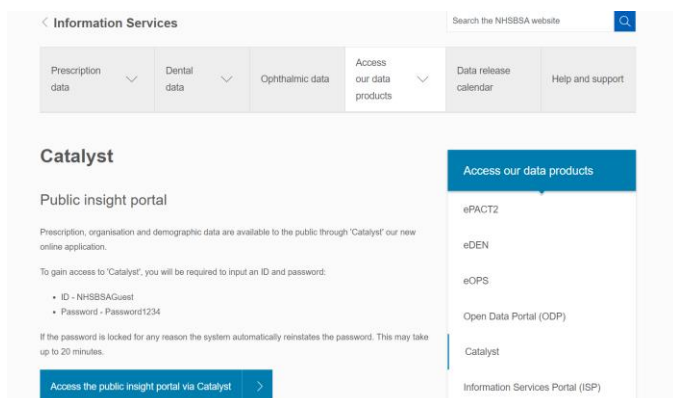 Information Services
Search the NHSBSA website
Prescription
data
Dental
data
Ophthalmic data
Access
our data
products
Data release
calendar
Help and support
Catalyst
Public insight portal
Prescription, organisation and demographic data are available to the public through 'Catalyst' our new
online application.
To gain access to 'Catalyst', you will be required to input an ID and password:
• ID - NHSBSAGuest
• Password - Password1234
If the password is locked for any reason the system automatically reinstates the password. This may take
up to 20 minutes.
Access the public insight portal via Catalyst
Access our data products
ePACT2
eDEN
eOPS
Open Data Portal (ODP)
Catalyst
Information Services Portal (ISP)